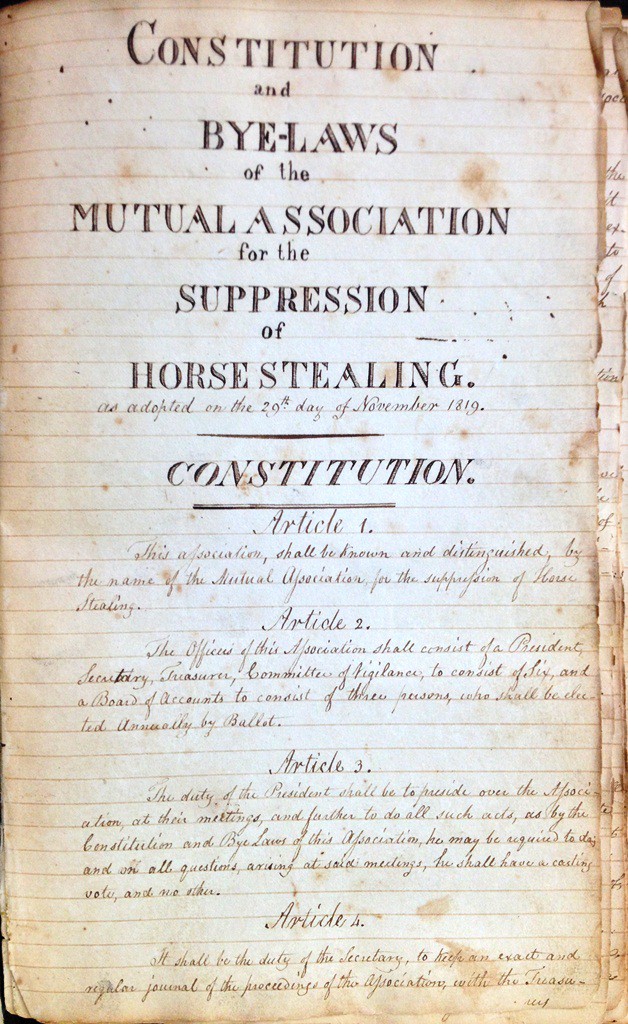 CONSTITUTION
and
BYE-LAWS
of the
MUTUAL ASSOCIATION
for the
SUPPRESSION
of
HORSE STEALING.
as adopted on the 29th day of November 1819.
CONSTITUTION.
Article 1.
This aſsociation, shall be known and distinguished, by
the name of the Mutual Aſsociation for the suppression of Horse
Stealing.
Article 2.
The Officers of this Aſsociation shall consist of a President,
Secretary, Treasurer, Committee of Vigilance, to consist of Six, and
a Board of Accounts to consist of three persons, who shall be elec-
ted Annually by Ballot.
Article 3.
The duty of the President shall be to preside over the Aſsoci-
ation, at their meetings, and further to do all such acts, as by the
Constitution and Bye Laws of this Aſsociation, he may be required to do;
and on all questions, arising at said meetings, he shall have a casting
vote, and no other.
Article 4.
It shall be the duty of the Secretary, to keep an exact and
regular journal of the proceedings of the Aſsociation, with the Treasu-
rers